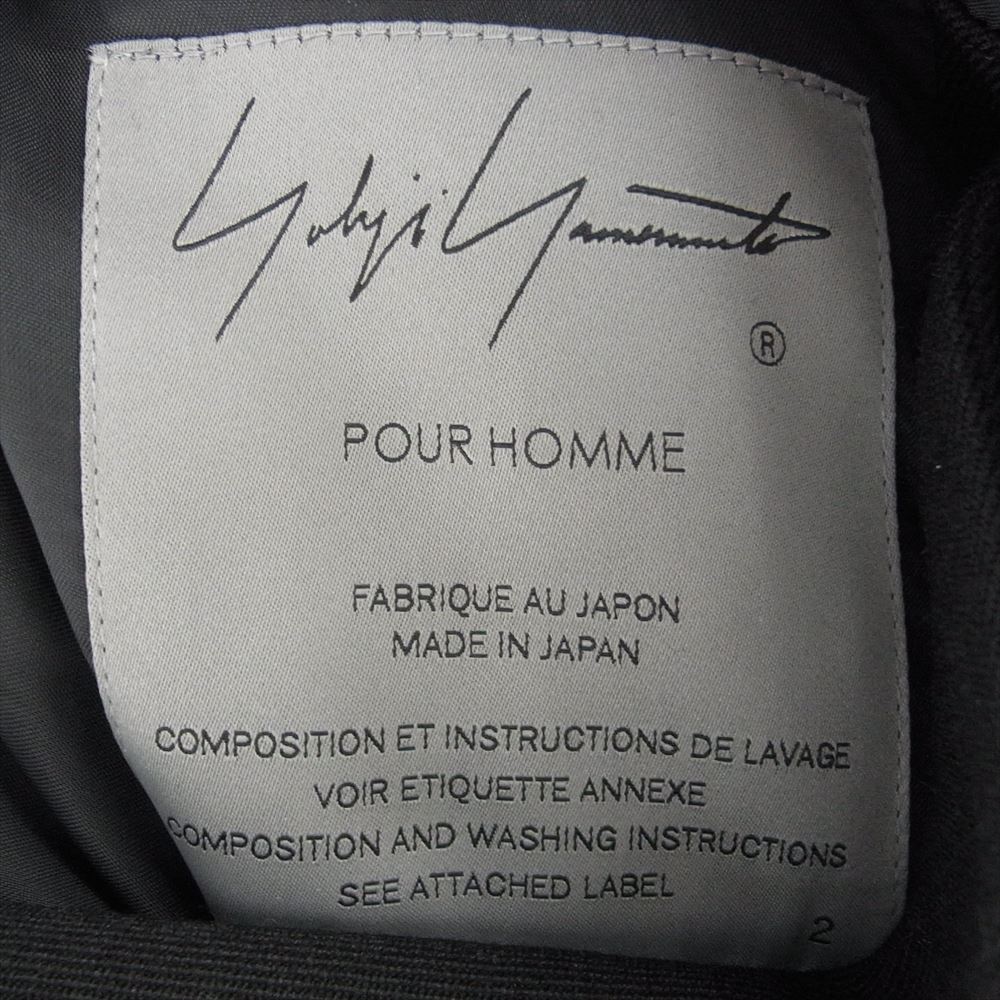 Yohji Yamamoto
®
POUR HOMME
FABRIQUE AU JAPON
MADE IN JAPAN
COMPOSITION ET INSTRUCTIONS DE LAVAGE
VOIR ETIQUETTE ANNEXE
COMPOSITION AND WASHING INSTRUCTIONS
SEE ATTACHED LABEL
2